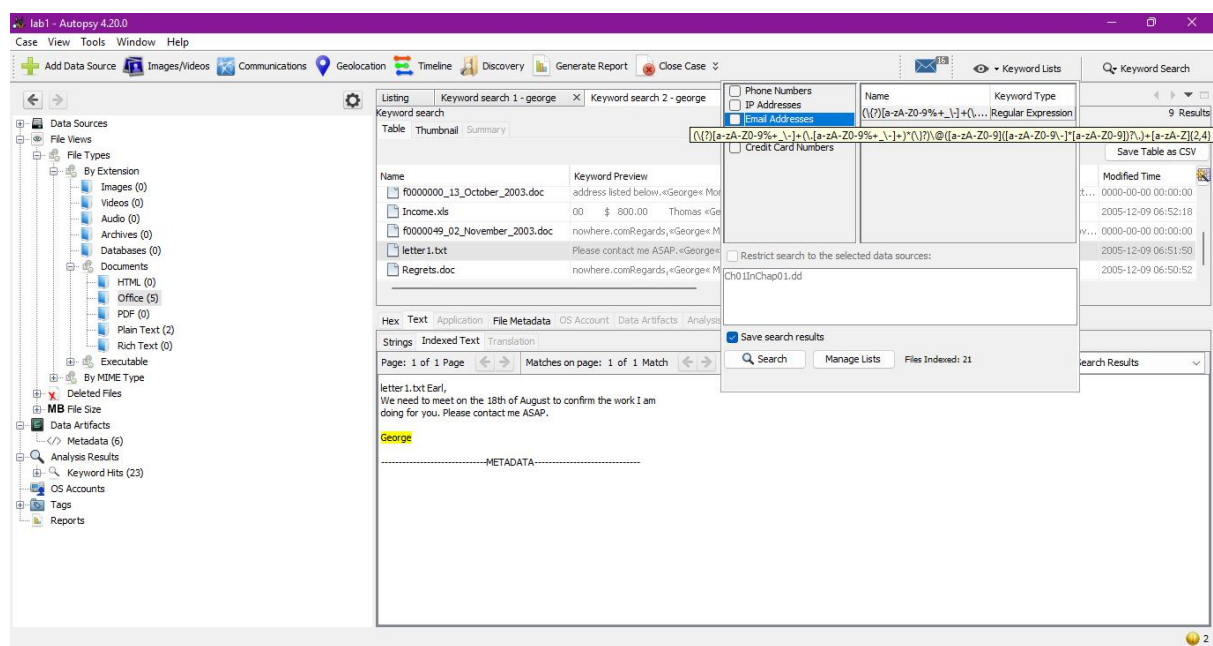 lab1 - Autopsy 4.20.0
Case View Tools Window Help
Add Data Source Images/Videos Communications Geolocation Timeline Discovery Generate Report Close Case 16 Keyword Lists Keyword Search
Data Sources
File Views
File Types
By Extension
Images (0)
Videos (0)
Audio (0)
Archives (0)
Databases (0)
Documents
HTML (0)
Office (5)
PDF (0)
Plain Text (2)
Rich Text (0)
Executable
By MIME Type
Deleted Files
MB File Size
Data Artifacts
Metadata (6)
Analysis Results
Keyword Hits (23)
OS Accounts
Tags
Reports
Listing Keyword search 1 - george Keyword search 2 - george
Keyword search 9 Results
Table Thumbnail Summary
Save Table as CSV
Name Keyword Preview Modified Time
f0000000_13_October_2003.doc address listed below.«George« Mor 0000-00-00 00:00:00
Income.xls 00 $ 800.00 Thomas «Ge 2005-12-09 06:52:18
f0000049_02_November_2003.doc nowhere.comRegards,«George« M 0000-00-00 00:00:00
letter1.txt Please contact me ASAP.«George« 2005-12-09 06:51:50
Regrets.doc nowhere.comRegards,«George« M 2005-12-09 06:50:52
Hex Text Application File Metadata OS Account Data Artifacts Analysis
Strings Indexed Text Translation
Page: 1 of 1 Page Matches on page: 1 of 1 Match Search Results
letter1.txt Earl,
We need to meet on the 18th of August to confirm the work I am
doing for you. Please contact me ASAP.
George
------------------------------METADATA------------------------------
Phone Numbers
IP Addresses
Email Addresses
Credit Card Numbers
Name Keyword Type
(\{?)[a-zA-Z0-9%+_\-]+(\.... Regular Expression
(\{?)[a-zA-Z0-9%+_\-]+(\.[a-zA-Z0-9%+_\-]+)*(\}?)\@([a-zA-Z0-9]([a-zA-Z0-9\-]*[a-zA-Z0-9])?\.)+[a-zA-Z]{2,4}
Restrict search to the selected data sources:
Ch01InChap01.dd
Save search results
Search Manage Lists Files Indexed: 21
2